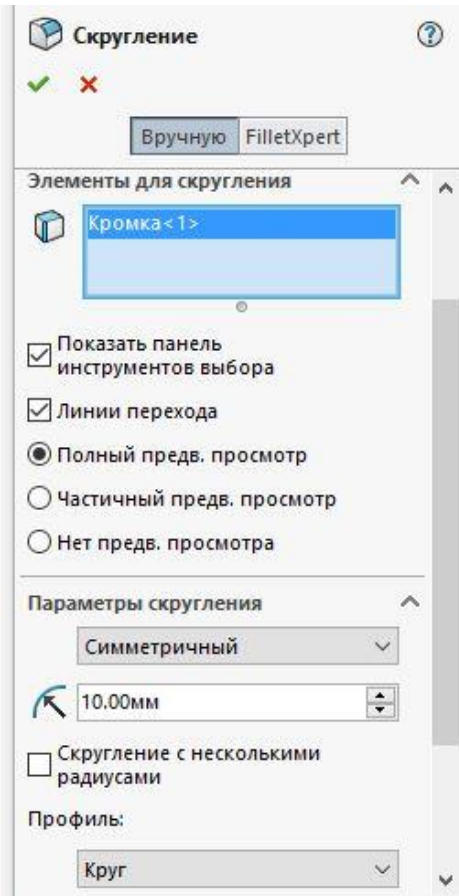 Скругление
Вручную FilletXpert
Элементы для скругления
Кромка<1>
Показать панель
инструментов выбора
Линии перехода
Полный предв. просмотр
Частичный предв. просмотр
Нет предв. просмотра
Параметры скругления
Симметричный
10.00мм
Скругление с несколькими
радиусами
Профиль:
Круг